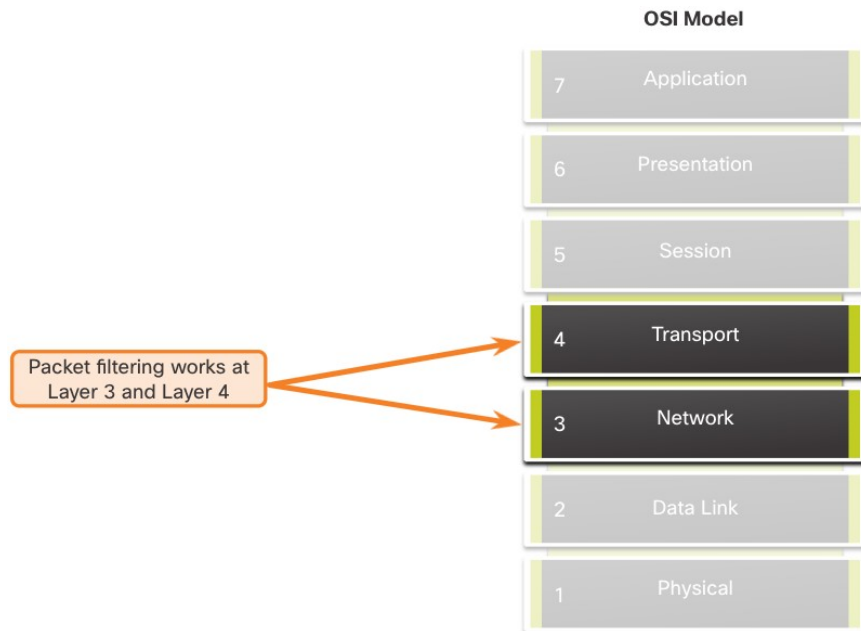 OSI Model
7 Application
6 Presentation
5 Session
4 Transport
Packet filtering works at
Layer 3 and Layer 4
3 Network
2 Data Link
1 Physical